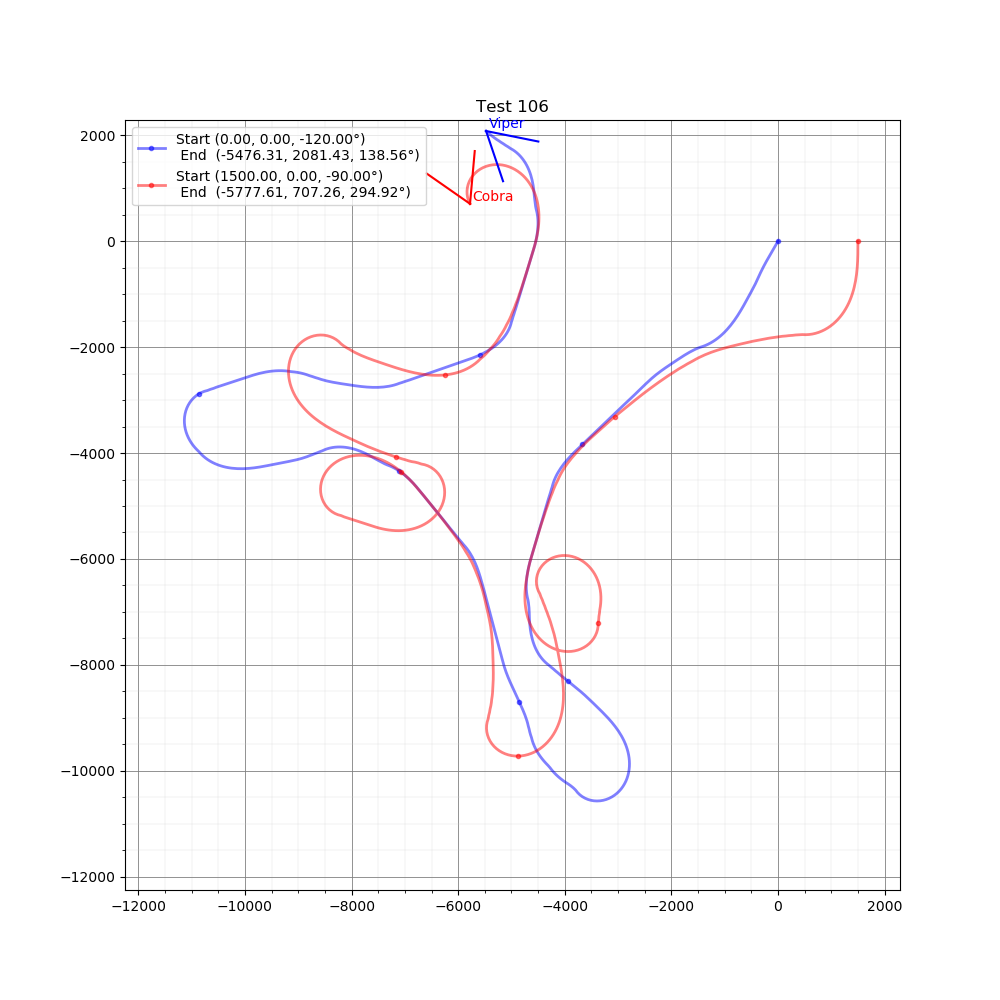 Test 106
Start (0.00, 0.00, -120.00°)
End (-5476.31, 2081.43, 138.56°)
Start (1500.00, 0.00, -90.00°)
End (-5777.61, 707.26, 294.92°)
Viper
Cobra
2000
0
−2000
−4000
−6000
−8000
−10000
−12000
−12000
−10000
−8000
−6000
−4000
−2000
0
2000